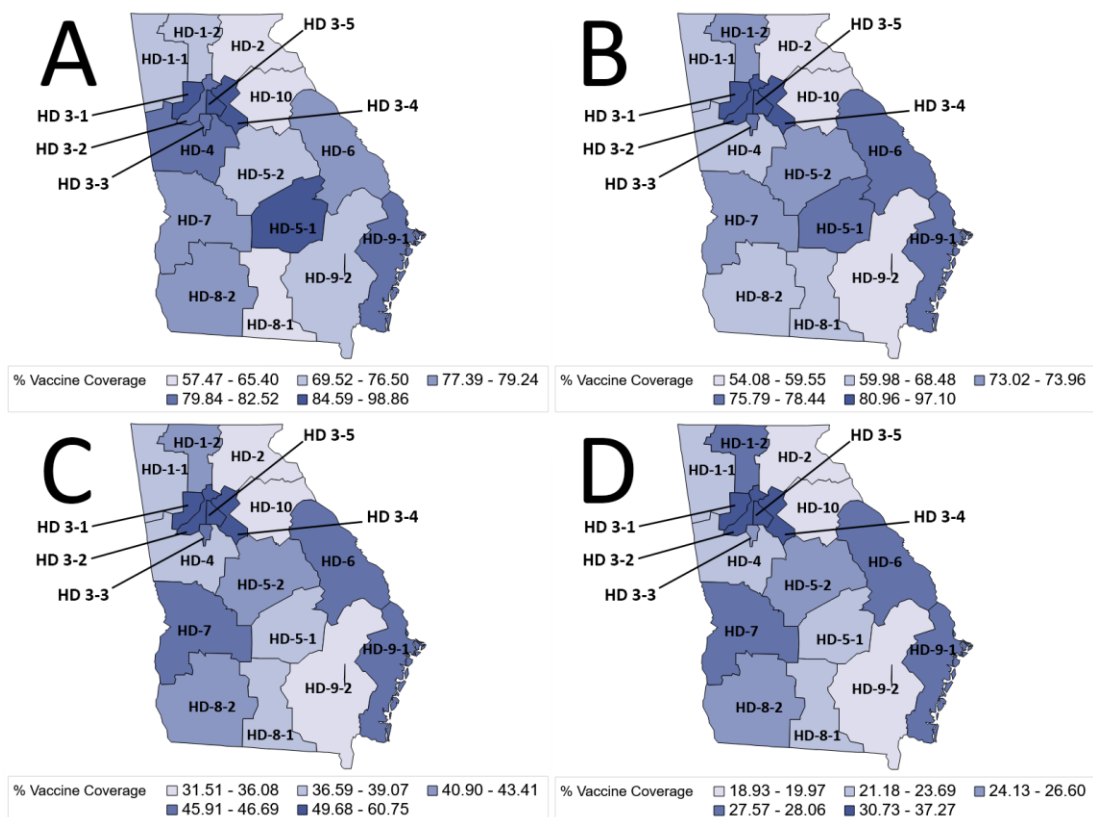 A
HD-1-2
HD 3-5
HD-2
HD-1-1
HD-10
HD 3-1
HD 3-4
HD 3-2
HD-4
HD-6
HD 3-3
HD-5-2
HD-7
HD-5-1
HD-9-1
HD-9-2
HD-8-2
HD-8-1
% Vaccine Coverage 57.47 - 65.40 69.52 - 76.50 77.39 - 79.24
79.84 - 82.52 84.59 - 98.86
B
HD-1-2
HD 3-5
HD-2
HD-1-1
HD-10
HD 3-1
HD 3-4
HD 3-2
HD-4
HD-6
HD 3-3
HD-5-2
HD-7
HD-5-1
HD-9-1
HD-9-2
HD-8-2
HD-8-1
% Vaccine Coverage 54.08 - 59.55 59.98 - 68.48 73.02 - 73.96
75.79 - 78.44 80.96 - 97.10
C
HD-1-2
HD 3-5
HD-2
HD-1-1
HD-10
HD 3-1
HD 3-4
HD 3-2
HD-4
HD-6
HD 3-3
HD-5-2
HD-7
HD-5-1
HD-9-1
HD-9-2
HD-8-2
HD-8-1
% Vaccine Coverage 31.51 - 36.08 36.59 - 39.07 40.90 - 43.41
45.91 - 46.69 49.68 - 60.75
D
HD-1-2
HD 3-5
HD-2
HD-1-1
HD-10
HD 3-1
HD 3-4
HD 3-2
HD-4
HD-6
HD 3-3
HD-5-2
HD-7
HD-5-1
HD-9-1
HD-9-2
HD-8-2
HD-8-1
% Vaccine Coverage 18.93 - 19.97 21.18 - 23.69 24.13 - 26.60
27.57 - 28.06 30.73 - 37.27